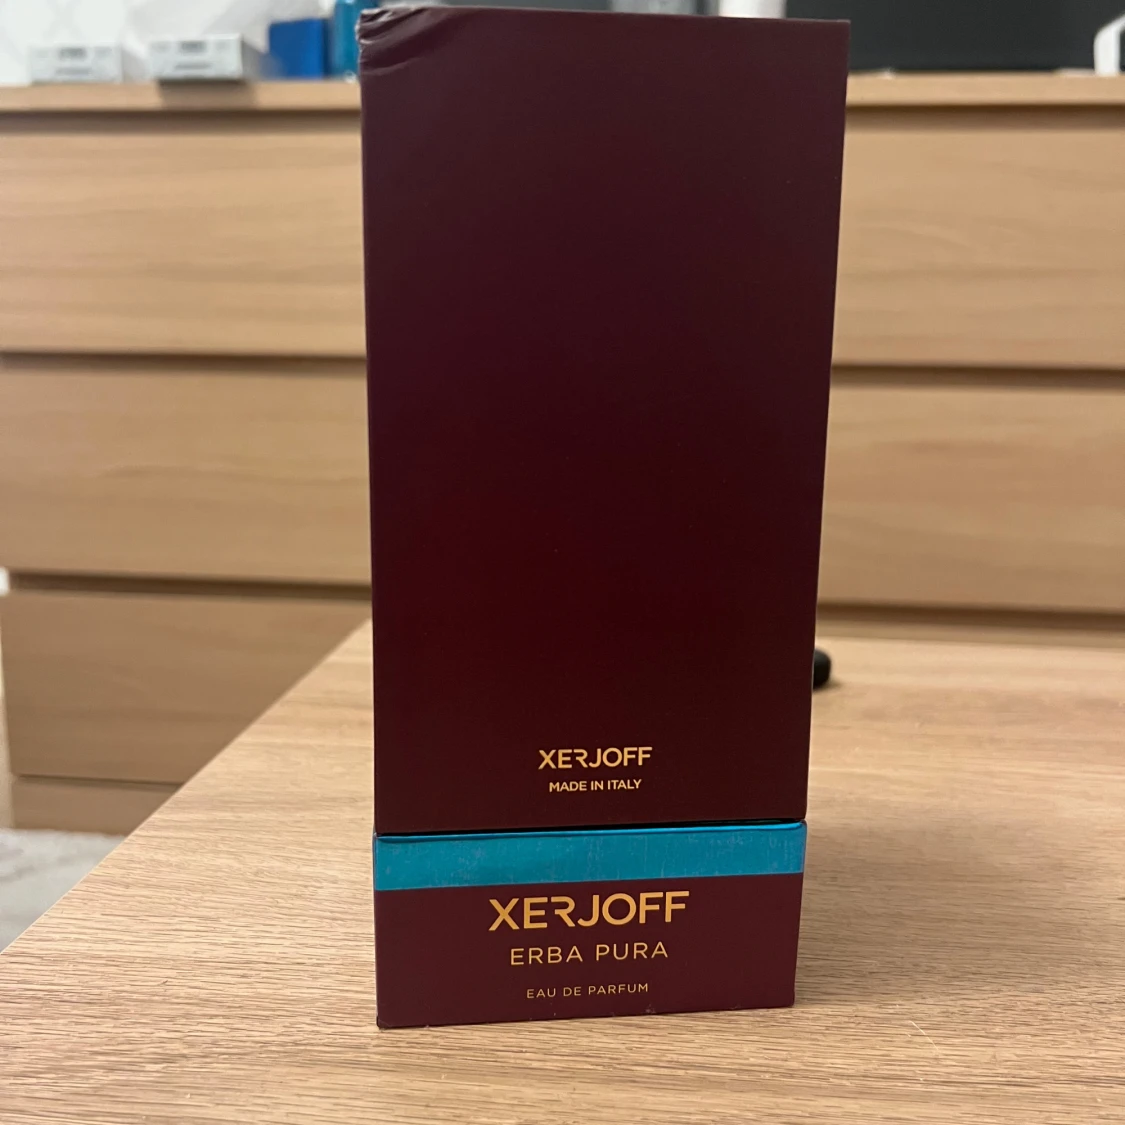 XERJOFF
MADE IN ITALY
XERJOFF
ERBA PURA
EAU DE PARFUM